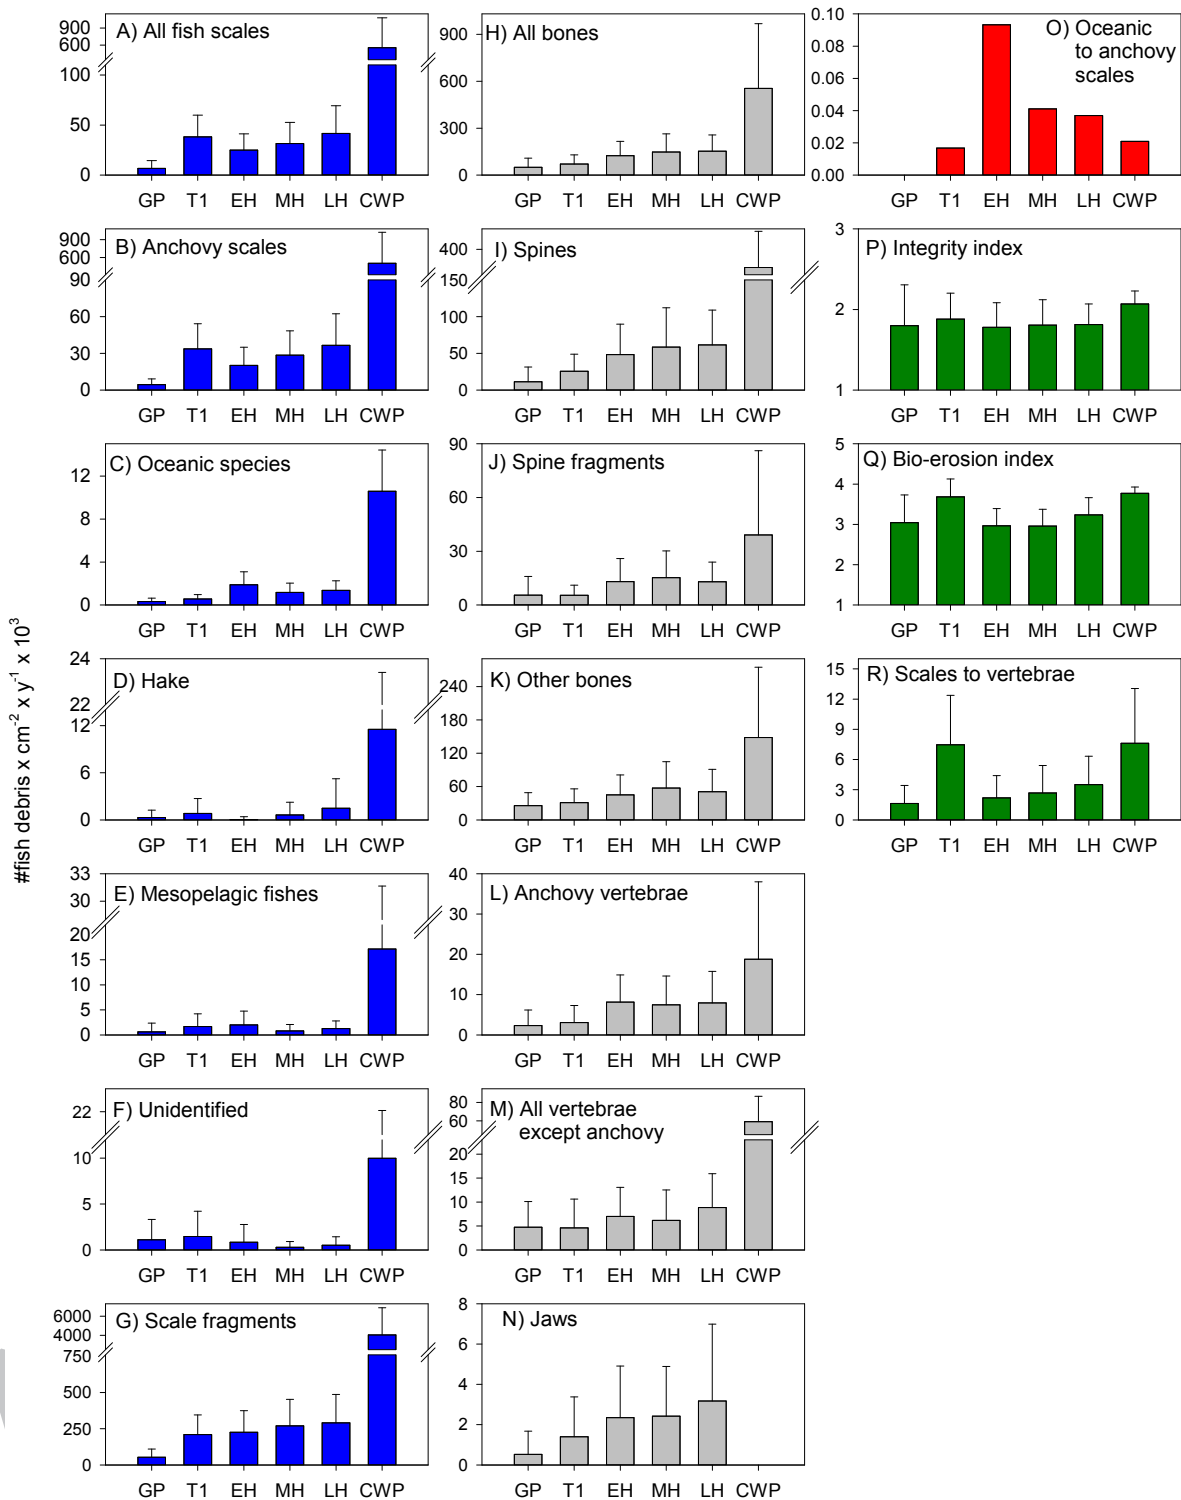 #fish debris x cm-2 x y-1 x 103
A) All fish scales
900
600
100
50
0
GP T1 EH MH LH CWP
B) Anchovy scales
900
600
90
60
30
0
GP T1 EH MH LH CWP
C) Oceanic species
12
8
4
0
GP T1 EH MH LH CWP
D) Hake
24
22
12
6
0
GP T1 EH MH LH CWP
E) Mesopelagic fishes
33
30
20
15
10
5
0
GP T1 EH MH LH CWP
F) Unidentified
22
10
5
0
GP T1 EH MH LH CWP
G) Scale fragments
6000
4000
750
500
250
0
GP T1 EH MH LH CWP
H) All bones
900
600
300
0
GP T1 EH MH LH CWP
I) Spines
400
150
100
50
0
GP T1 EH MH LH CWP
J) Spine fragments
90
60
30
0
GP T1 EH MH LH CWP
K) Other bones
240
180
120
60
0
GP T1 EH MH LH CWP
L) Anchovy vertebrae
40
30
20
10
0
GP T1 EH MH LH CWP
M) All vertebrae
except anchovy
80
60
20
15
10
5
0
GP T1 EH MH LH CWP
N) Jaws
8
6
4
2
0
GP T1 EH MH LH CWP
O) Oceanic
to anchovy
scales
0.10
0.08
0.06
0.04
0.02
0.00
GP T1 EH MH LH CWP
P) Integrity index
3
2
1
GP T1 EH MH LH CWP
Q) Bio-erosion index
5
4
3
2
1
GP T1 EH MH LH CWP
R) Scales to vertebrae
15
12
9
6
3
0
GP T1 EH MH LH CWP